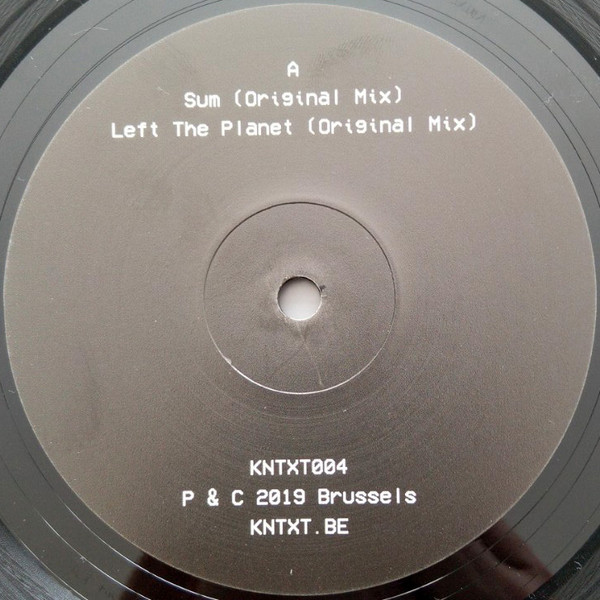 A
Sum (Original Mix)
Left The Planet (Original Mix)
KNTXT004
P & C 2019 Brussels
KNTXT.BE